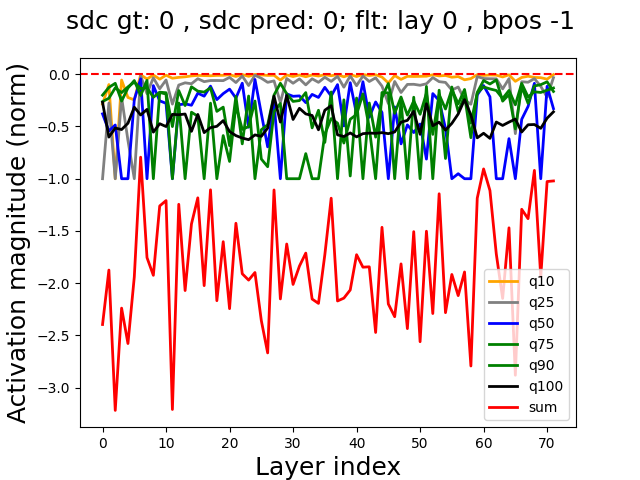 sdc gt: 0 , sdc pred: 0; flt: lay 0 , bpos -1
Activation magnitude (norm)
0.0
−0.5
−1.0
−1.5
−2.0
−2.5
−3.0
0
10
20
30
40
50
60
70
Layer index
q10
q25
q50
q75
q90
q100
sum